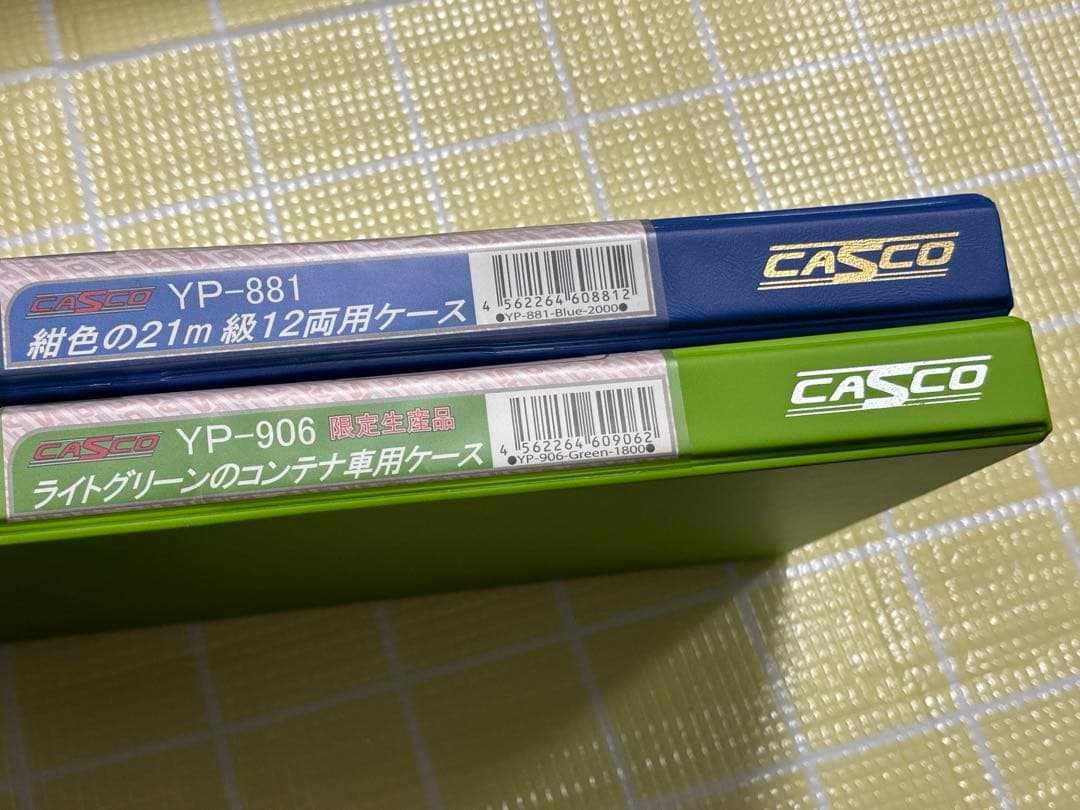 CASCO YP-881
紺色の21m 級12両用ケース
4 562264 608812
●YP-881-Blue-2000●
CASCO
CASCO YP-906 限定生産品
ライトグリーンのコンテナ車用ケース
4 562264 609062
●YP-906-Green-1800●
CASCO